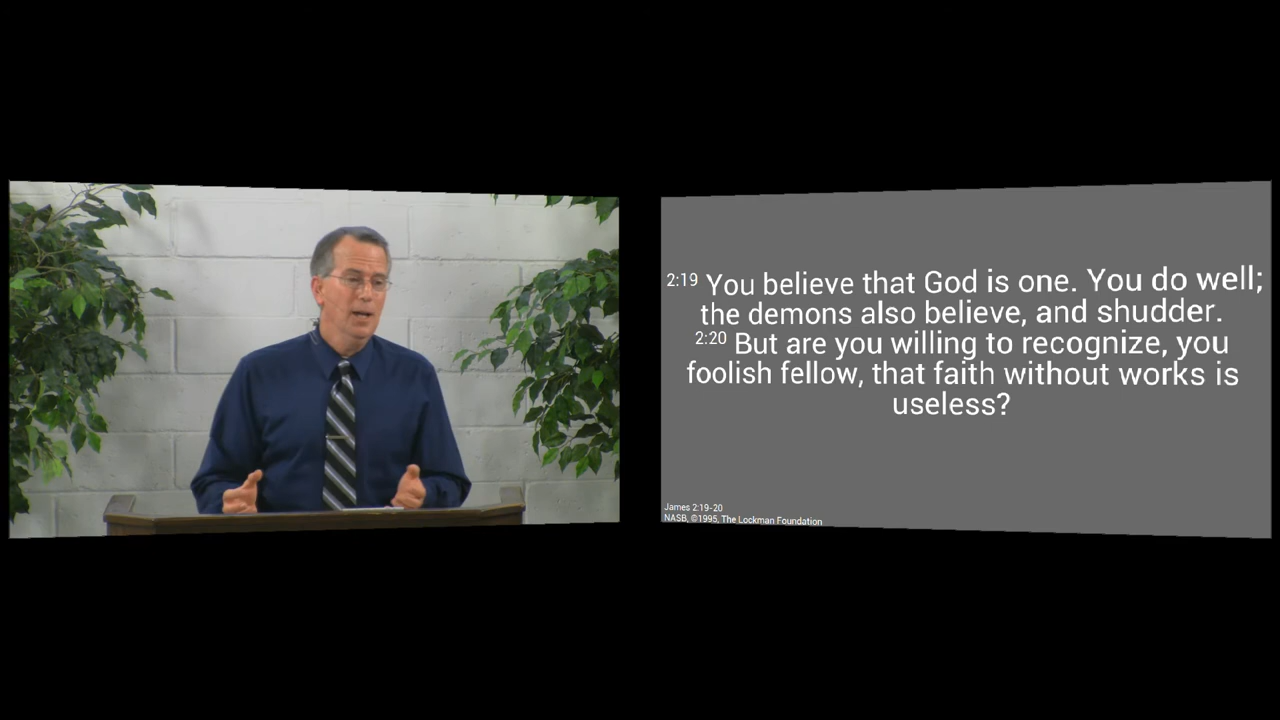 2:19 You believe that God is one. You do well;
the demons also believe, and shudder.
2:20 But are you willing to recognize, you
foolish fellow, that faith without works is
useless?
James 2:19-20
NASB, ©1995, The Lockman Foundation